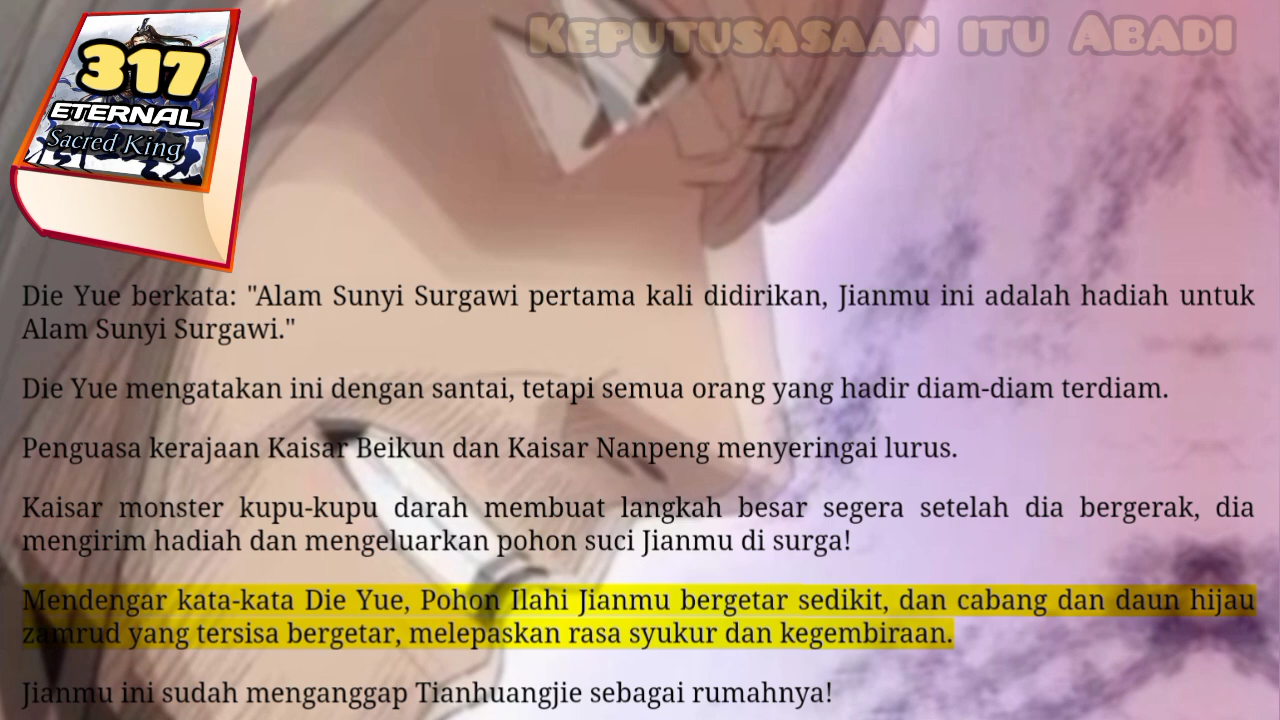 Keputusasaan itu Abadi
317
ETERNAL
Sacred King
Die Yue berkata: "Alam Sunyi Surgawi pertama kali didirikan, Jianmu ini adalah hadiah untuk
Alam Sunyi Surgawi."
Die Yue mengatakan ini dengan santai, tetapi semua orang yang hadir diam-diam terdiam.
Penguasa kerajaan Kaisar Beikun dan Kaisar Nanpeng menyeringai lurus.
Kaisar monster kupu-kupu darah membuat langkah besar segera setelah dia bergerak, dia
mengirim hadiah dan mengeluarkan pohon suci Jianmu di surga!
Mendengar kata-kata Die Yue, Pohon Ilahi Jianmu bergetar sedikit, dan cabang dan daun hijau
zamrud yang tersisa bergetar, melepaskan rasa syukur dan kegembiraan.
Jianmu ini sudah menganggap Tianhuangjie sebagai rumahnya!